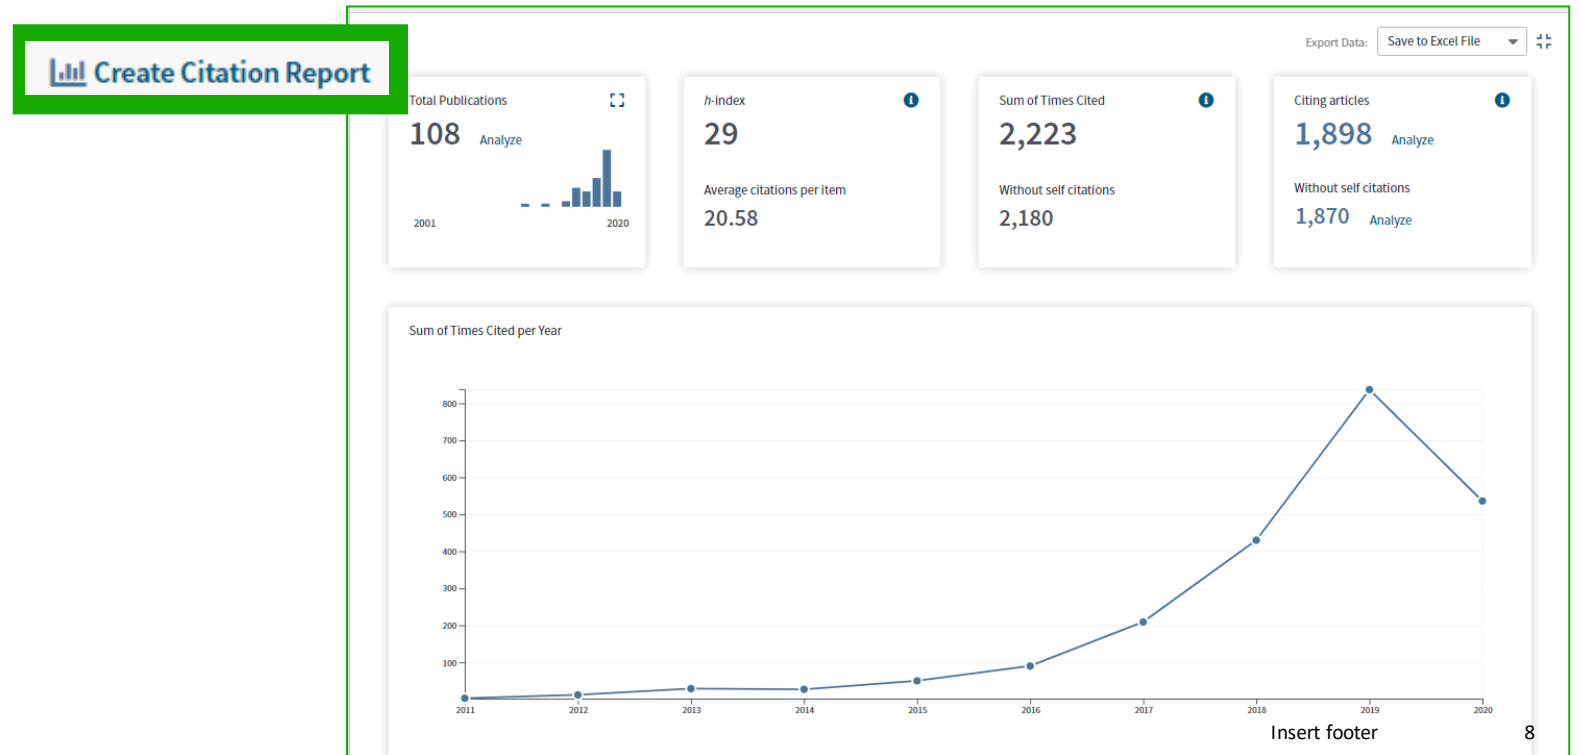 Create Citation Report
Export Data: Save to Excel File
Total Publications
108 Analyze
2001 2020
h-index
29
Average citations per item
20.58
Sum of Times Cited
2,223
Without self citations
2,180
Citing articles
1,898 Analyze
Without self citations
1,870 Analyze
Sum of Times Cited per Year
800
700
600
500
400
300
200
100
2011 2012 2013 2014 2015 2016 2017 2018 2019 2020
Insert footer 8